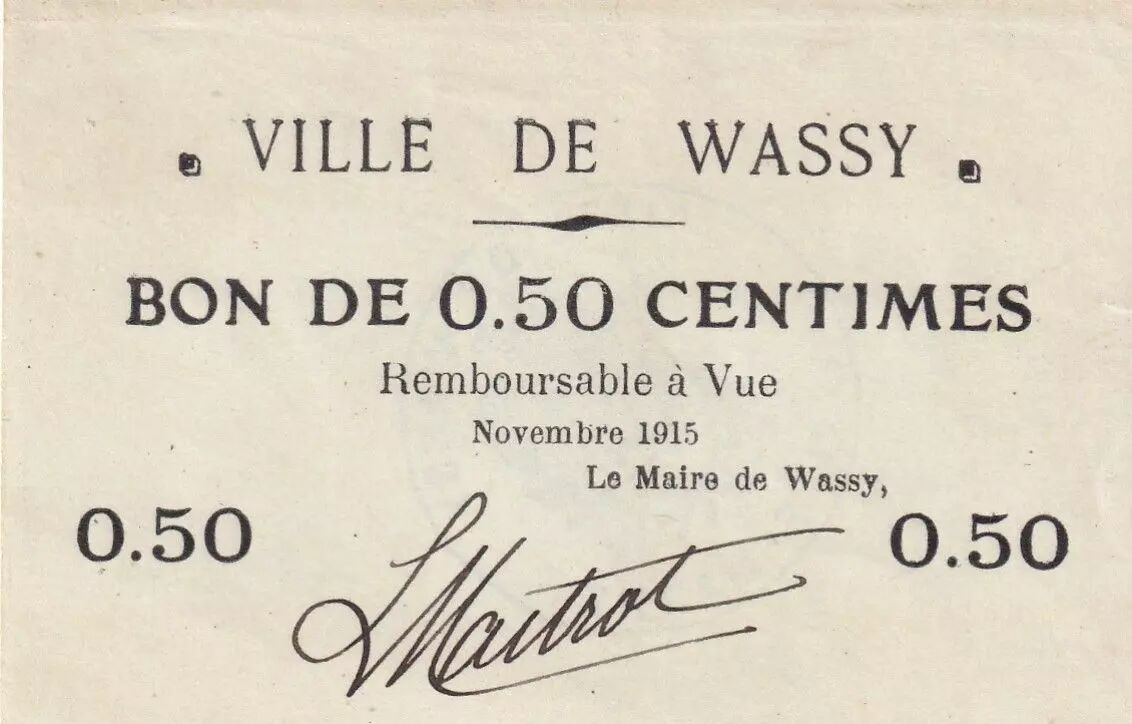 VILLE DE WASSY
BON DE 0.50 CENTIMES
Remboursable à Vue
Novembre 1915
Le Maire de Wassy,
0.50 0.50
L Maitrot